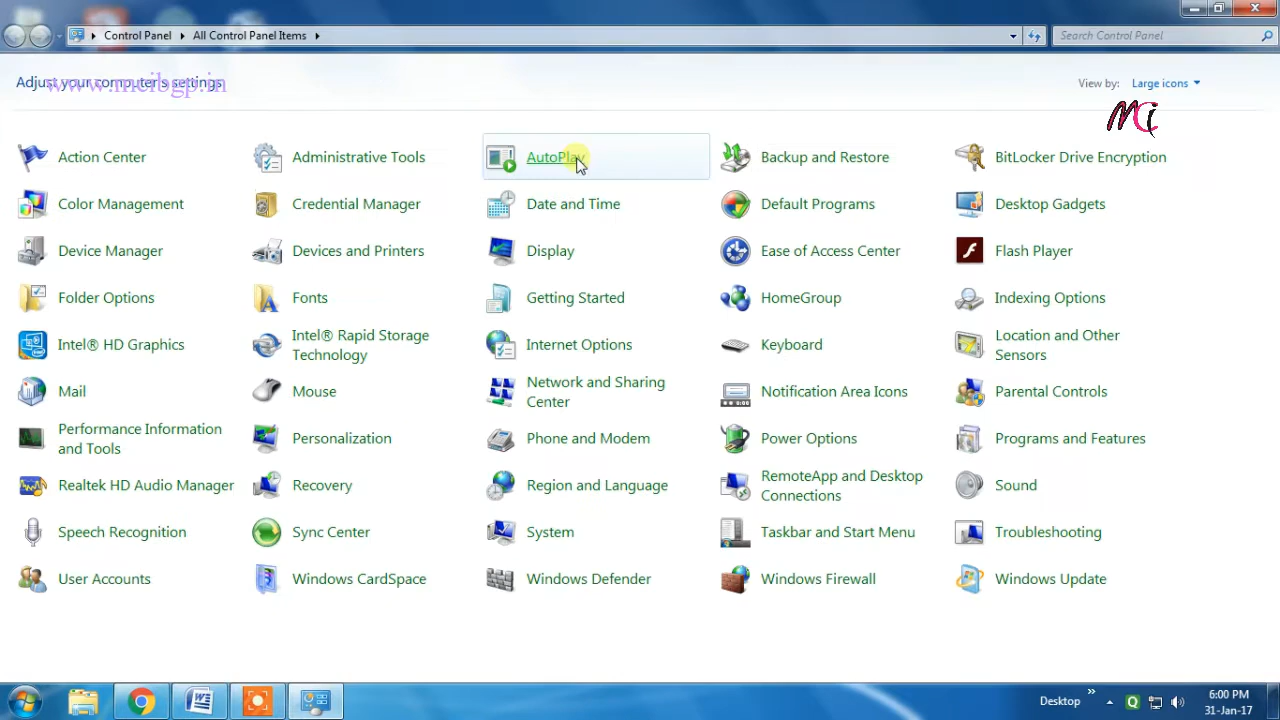 Control Panel
All Control Panel Items
Search Control Panel
Adjust your computer's settings
www.mcibgp.in
View by: Large icons
MCi
Action Center
Administrative Tools
AutoPlay
Backup and Restore
BitLocker Drive Encryption
Color Management
Credential Manager
Date and Time
Default Programs
Desktop Gadgets
Device Manager
Devices and Printers
Display
Ease of Access Center
Flash Player
Folder Options
Fonts
Getting Started
HomeGroup
Indexing Options
Intel® HD Graphics
Intel® Rapid Storage
Technology
Internet Options
Keyboard
Location and Other
Sensors
Mail
Mouse
Network and Sharing
Center
Notification Area Icons
Parental Controls
Performance Information
and Tools
Personalization
Phone and Modem
Power Options
Programs and Features
Realtek HD Audio Manager
Recovery
Region and Language
RemoteApp and Desktop
Connections
Sound
Speech Recognition
Sync Center
System
Taskbar and Start Menu
Troubleshooting
User Accounts
Windows CardSpace
Windows Defender
Windows Firewall
Windows Update
Desktop
6:00 PM
31-Jan-17